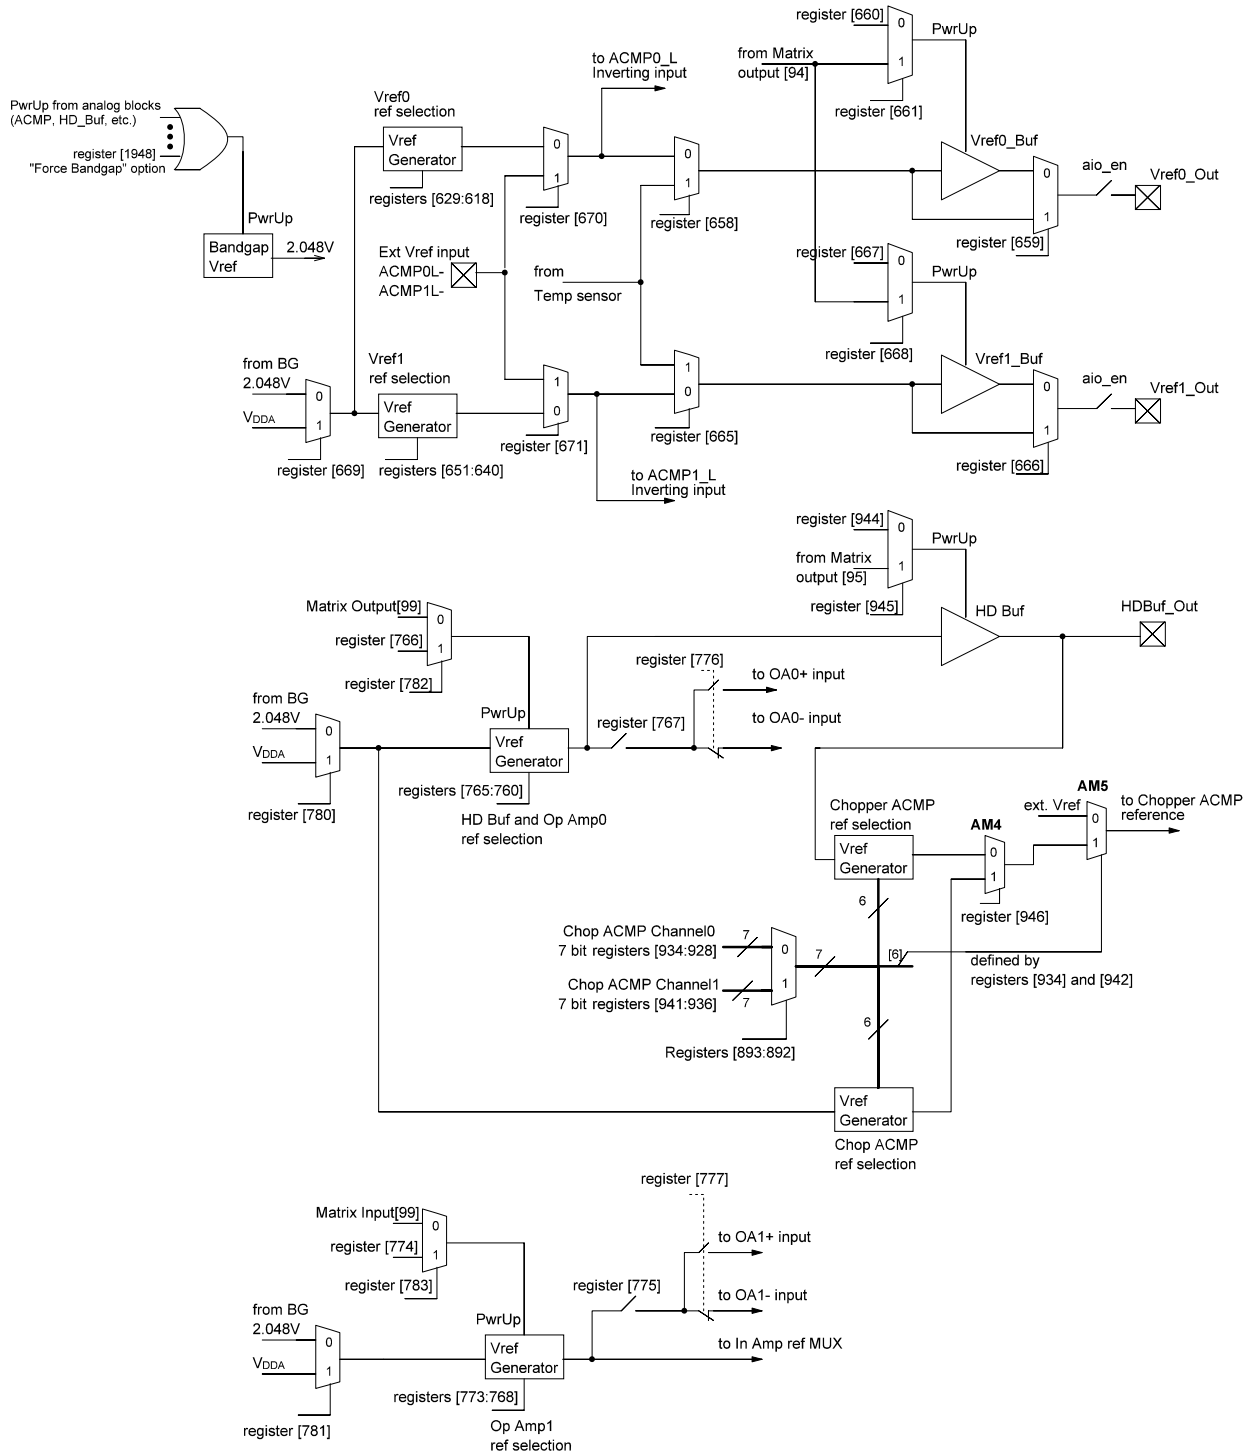 register [660]
0
PwrUp
from Matrix
output [94]
1
register [661]
to ACMP0_L
Inverting input
Vref0
ref selection
PwrUp from analog blocks
(ACMP, HD_Buf, etc.)
register [1948]
"Force Bandgap" option
Vref
Generator
registers [629:618]
0
1
register [670]
0
1
register [658]
Vref0_Buf
0
1
register [659]
aio_en
Vref0_Out
PwrUp
Bandgap
Vref
2.048V
Ext Vref input
ACMP0L-
ACMP1L-
from
Temp sensor
register [667]
0
PwrUp
1
register [668]
from BG
2.048V
VDDA
0
1
register [669]
Vref1
ref selection
Vref
Generator
registers [651:640]
1
0
register [671]
1
0
register [665]
Vref1_Buf
0
1
register [666]
aio_en
Vref1_Out
to ACMP1_L
Inverting input
register [944]
0
PwrUp
from Matrix
output [95]
1
register [945]
HD Buf
HDBuf_Out
Matrix Output[99]
0
register [766]
1
register [782]
PwrUp
from BG
2.048V
VDDA
0
1
register [780]
Vref
Generator
registers [765:760]
HD Buf and Op Amp0
ref selection
register [767]
register [776]
to OA0+ input
to OA0- input
Chopper ACMP
ref selection
Vref
Generator
AM4
0
1
register [946]
AM5
ext. Vref
0
1
to Chopper ACMP
reference
6
Chop ACMP Channel0
7 bit registers [934:928]
7
0
Chop ACMP Channel1
7 bit registers [941:936]
7
1
7
[6]
defined by
registers [934] and [942]
Registers [893:892]
6
Vref
Generator
Chop ACMP
ref selection
register [777]
Matrix Input[99]
0
register [774]
1
register [783]
PwrUp
to OA1+ input
register [775]
to OA1- input
from BG
2.048V
VDDA
0
1
register [781]
Vref
Generator
to In Amp ref MUX
registers [773:768]
Op Amp1
ref selection